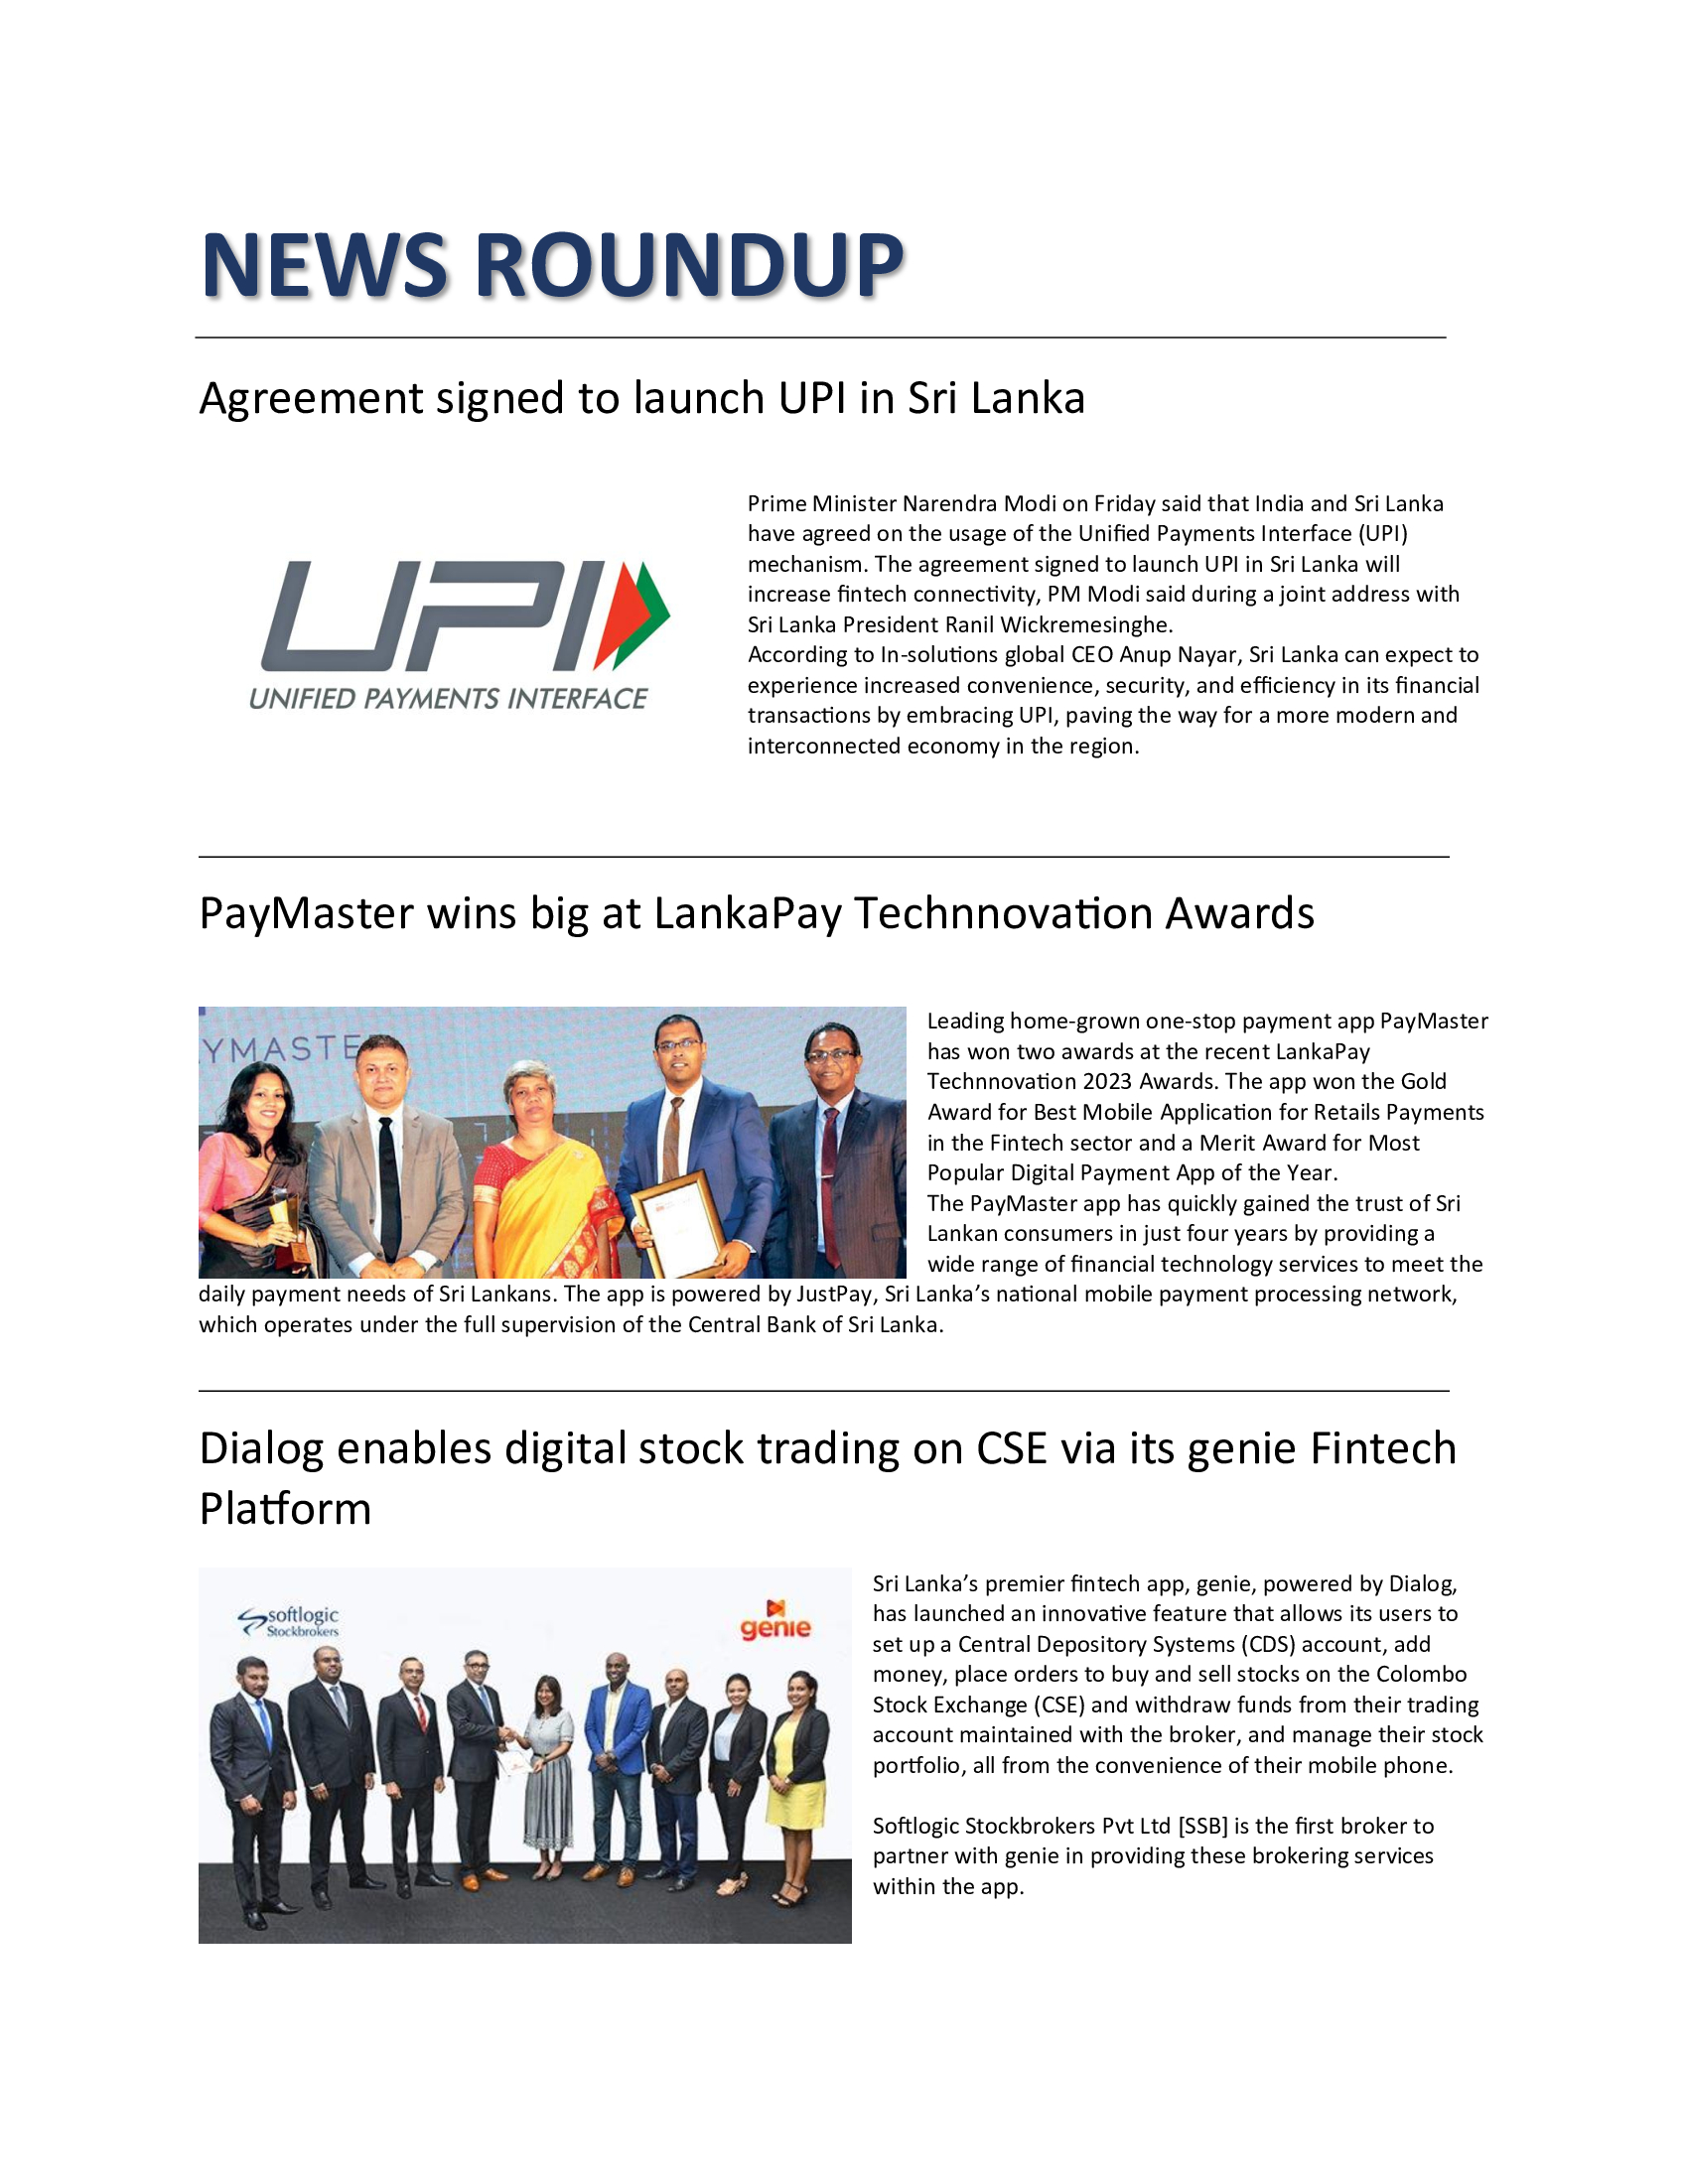 NEWS ROUNDUP
Agreement signed to launch UPI in Sri Lanka
UPI
UNIFIED PAYMENTS INTERFACE
Prime Minister Narendra Modi on Friday said that India and Sri Lanka
have agreed on the usage of the Unified Payments Interface (UPI)
mechanism. The agreement signed to launch UPI in Sri Lanka will
increase fintech connectivity, PM Modi said during a joint address with
Sri Lanka President Ranil Wickremesinghe.
According to In-solutions global CEO Anup Nayar, Sri Lanka can expect to
experience increased convenience, security, and efficiency in its financial
transactions by embracing UPI, paving the way for a more modern and
interconnected economy in the region.
PayMaster wins big at LankaPay Technnovation Awards
YMASTE
Leading home-grown one-stop payment app PayMaster
has won two awards at the recent LankaPay
Technnovation 2023 Awards. The app won the Gold
Award for Best Mobile Application for Retails Payments
in the Fintech sector and a Merit Award for Most
Popular Digital Payment App of the Year.
The PayMaster app has quickly gained the trust of Sri
Lankan consumers in just four years by providing a
wide range of financial technology services to meet the
daily payment needs of Sri Lankans. The app is powered by JustPay, Sri Lanka’s national mobile payment processing network,
which operates under the full supervision of the Central Bank of Sri Lanka.
Dialog enables digital stock trading on CSE via its genie Fintech
Platform
softlogic
Stockbrokers
genie
Sri Lanka’s premier fintech app, genie, powered by Dialog,
has launched an innovative feature that allows its users to
set up a Central Depository Systems (CDS) account, add
money, place orders to buy and sell stocks on the Colombo
Stock Exchange (CSE) and withdraw funds from their trading
account maintained with the broker, and manage their stock
portfolio, all from the convenience of their mobile phone.
Softlogic Stockbrokers Pvt Ltd [SSB] is the first broker to
partner with genie in providing these brokering services
within the app.